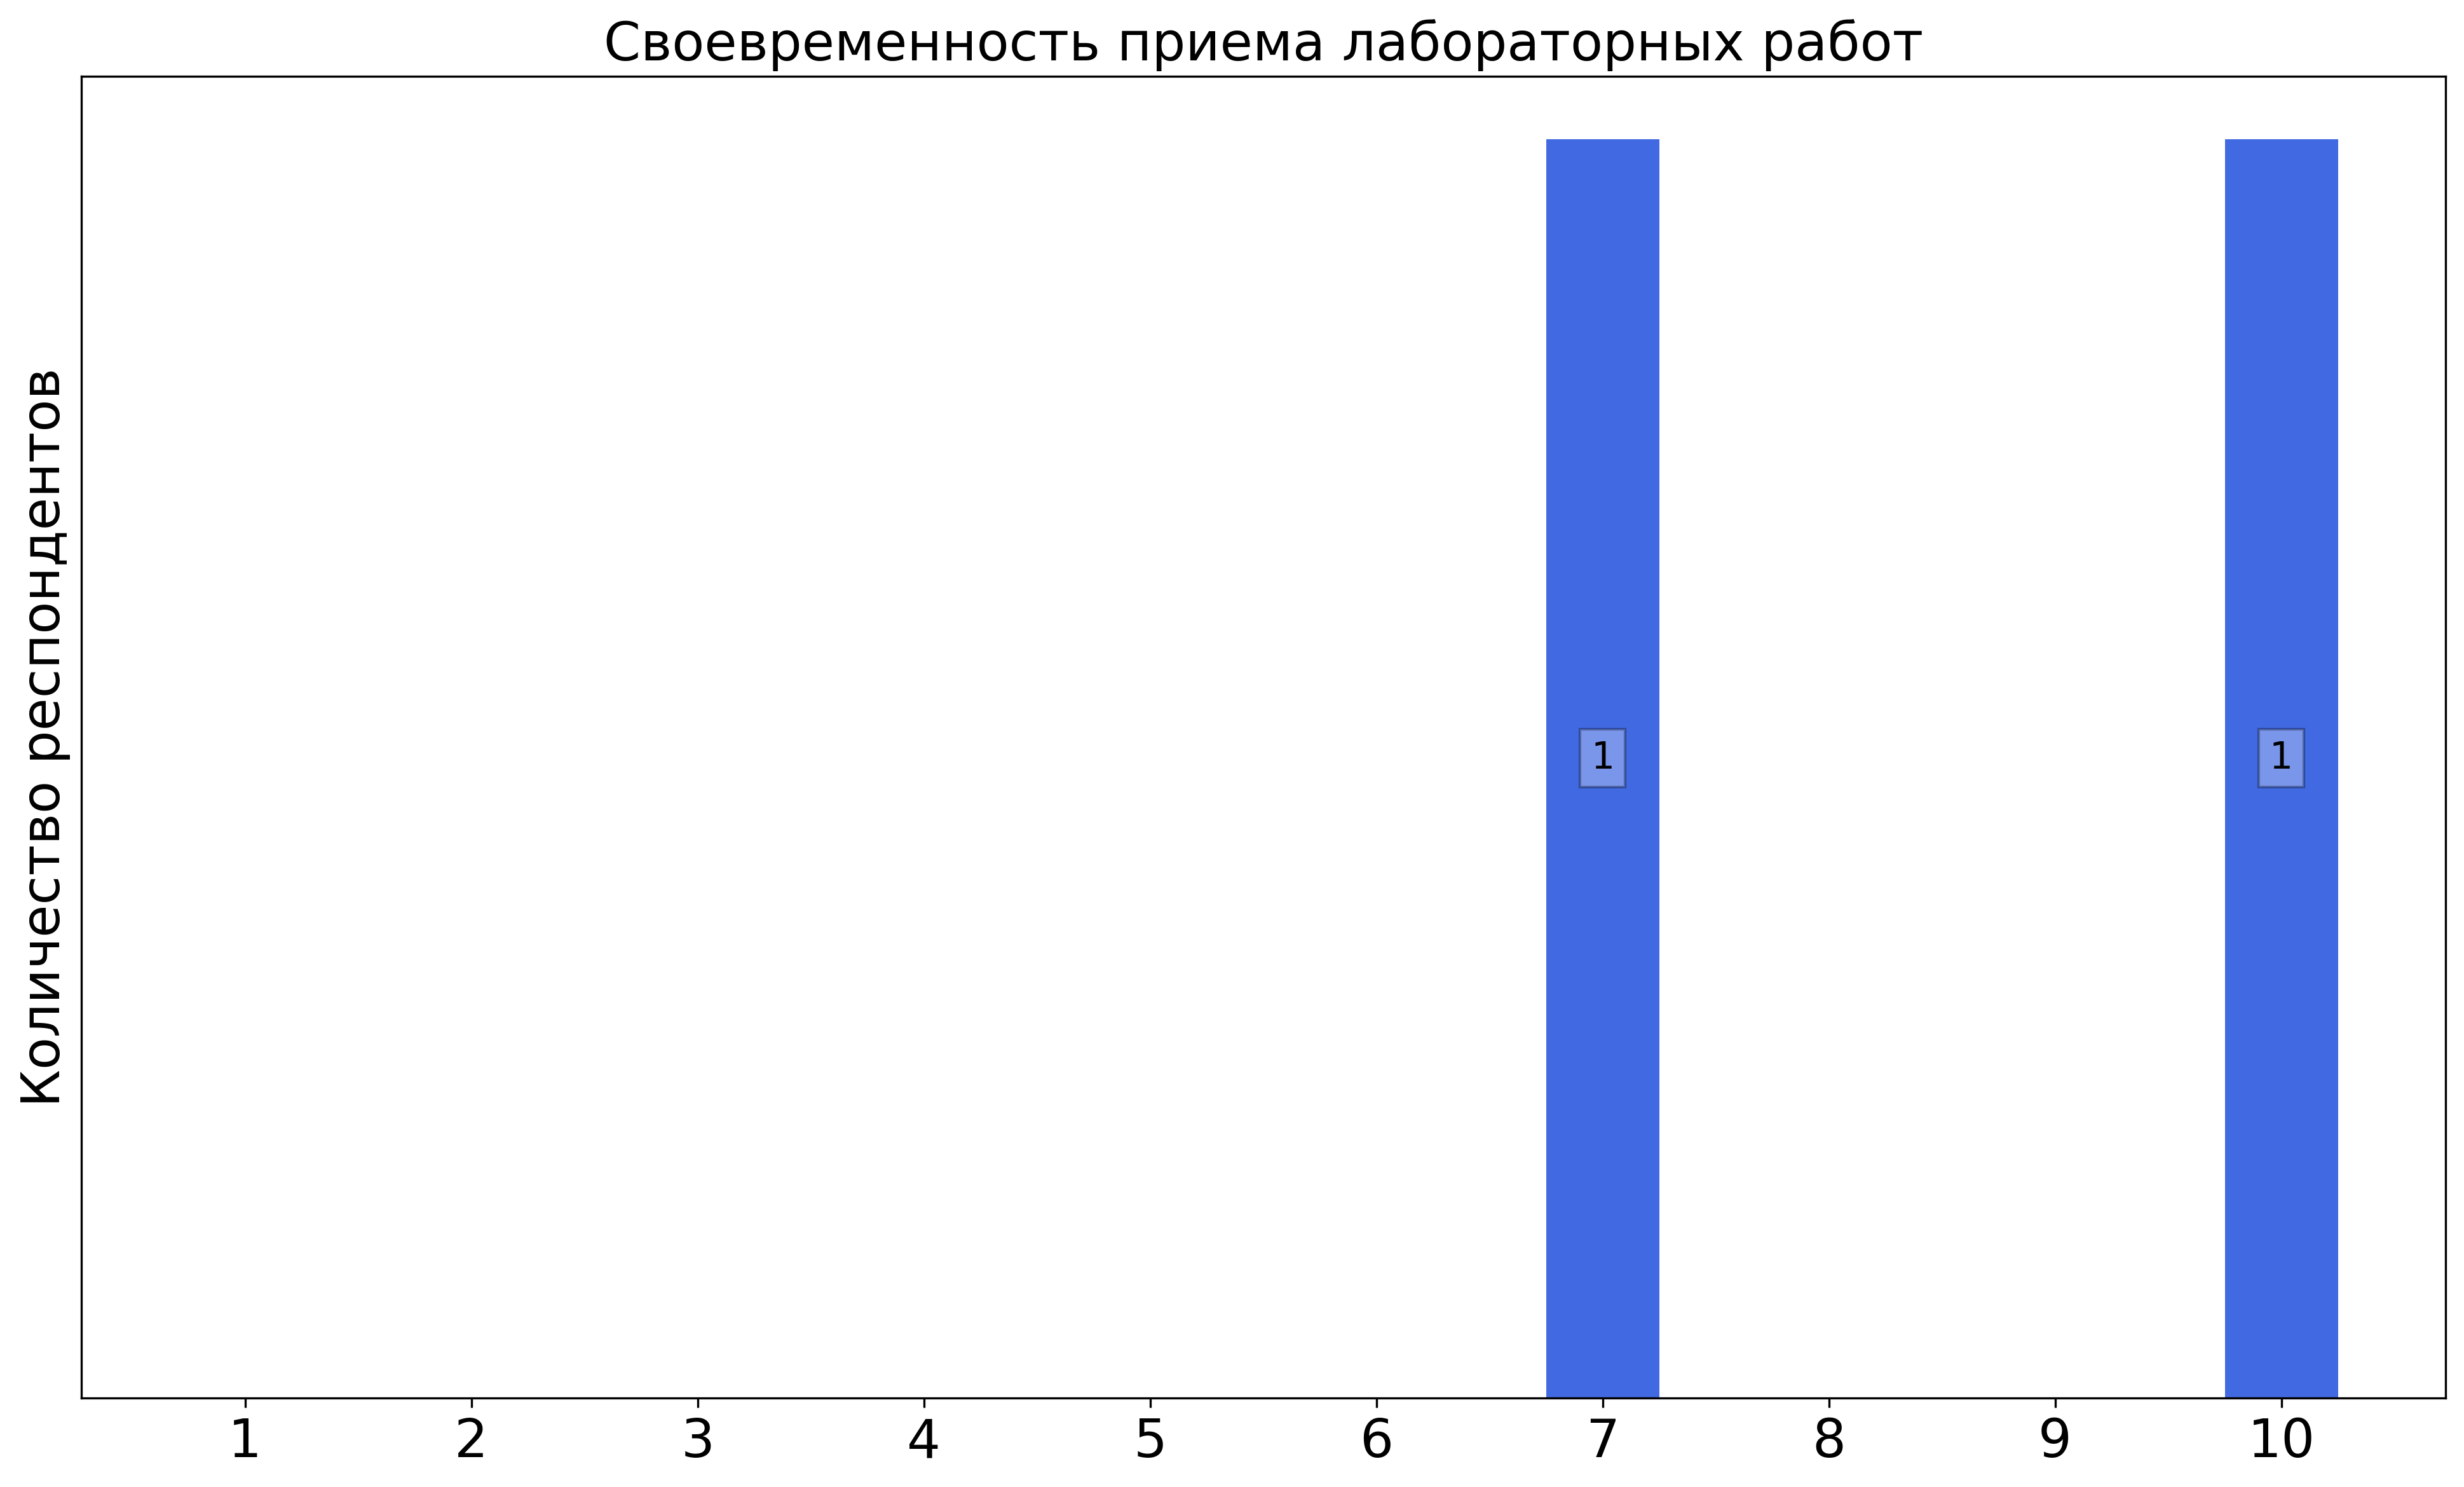 Своевременность приема лабораторных работ
Количество респондентов
1
1
1 2 3 4 5 6 7 8 9 10